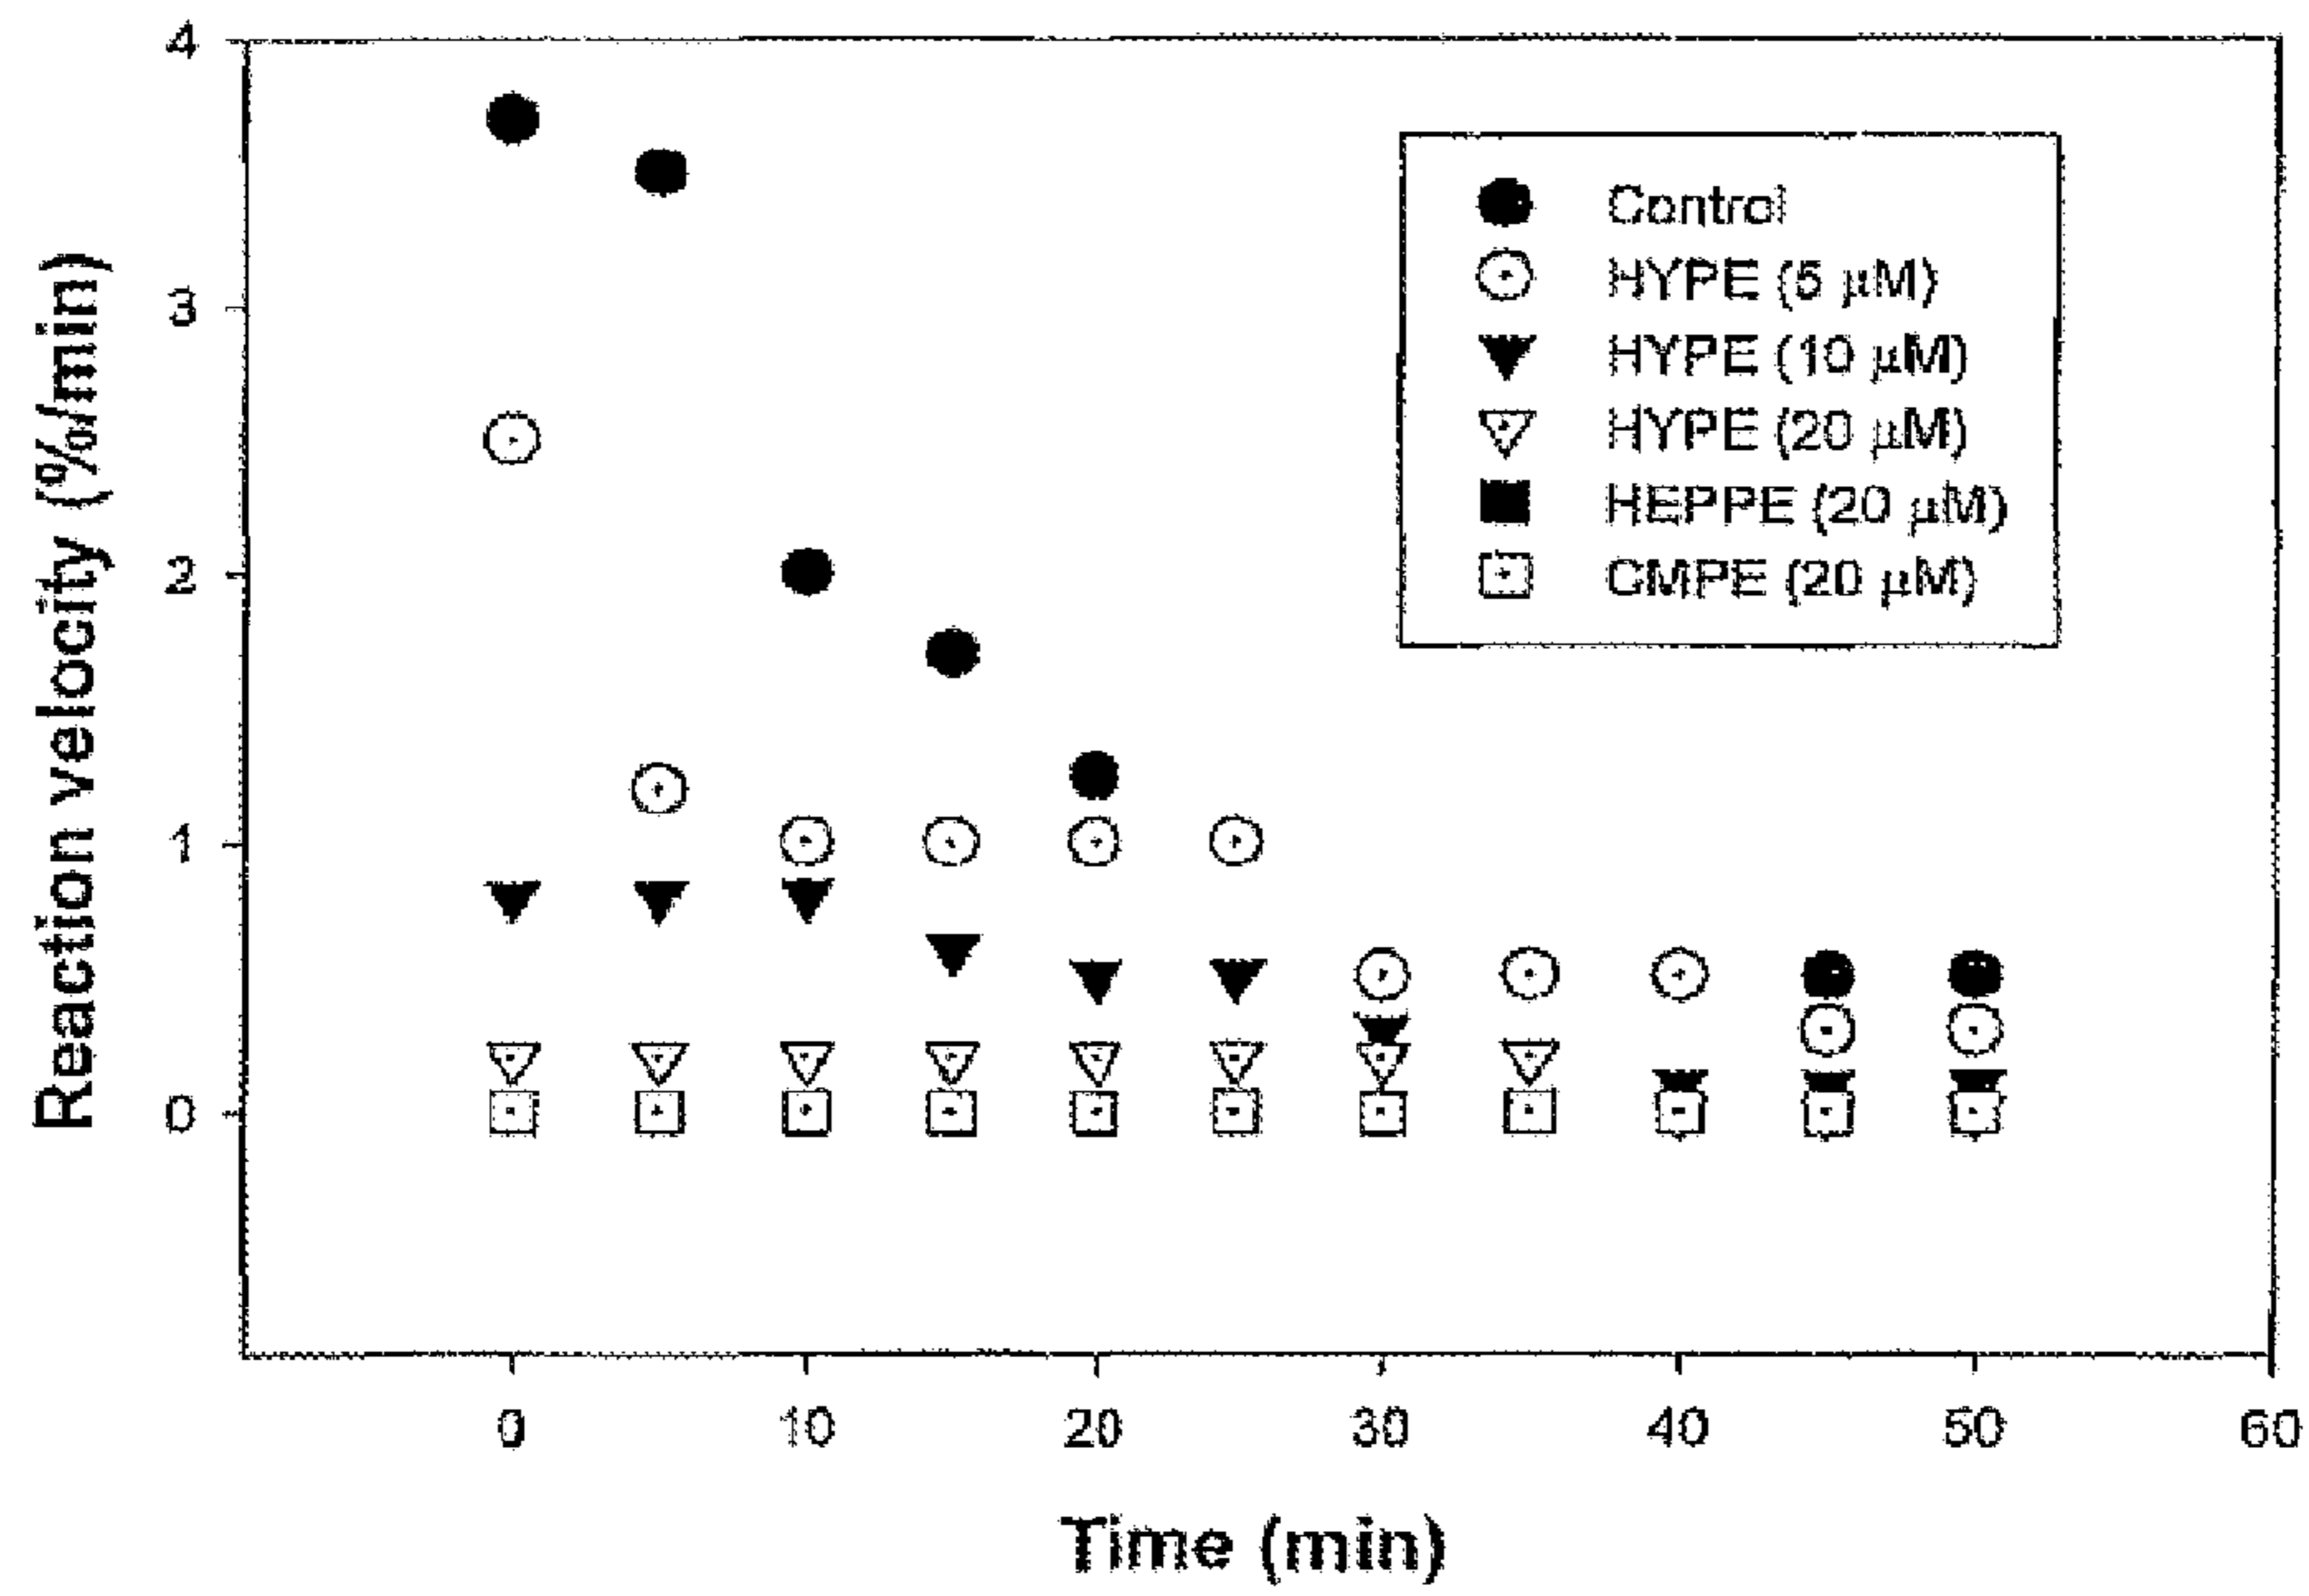 Reaction velocity (%/min)
4
3
2
1
0
Control
HYPE (5 µM)
HYPE (10 µM)
HYPE (20 µM)
HEPPE (20 µM)
CMPE (20 µM)
0 10 20 30 40 50 60
Time (min)